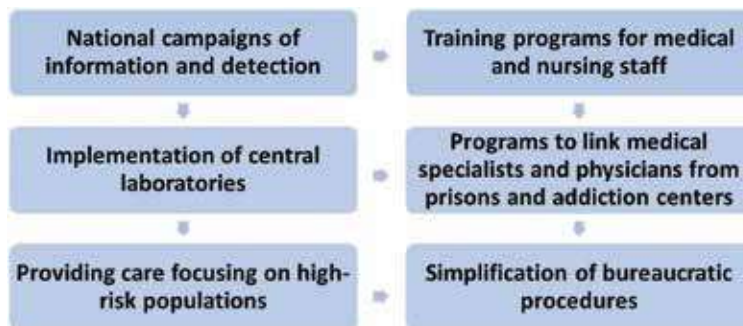 National campaigns of
information and detection
Training programs for medical
and nursing staff
Implementation of central
laboratories
Programs to link medical
specialists and physicians from
prisons and addiction centers
Providing care focusing on high-
risk populations
Simplification of bureaucratic
procedures